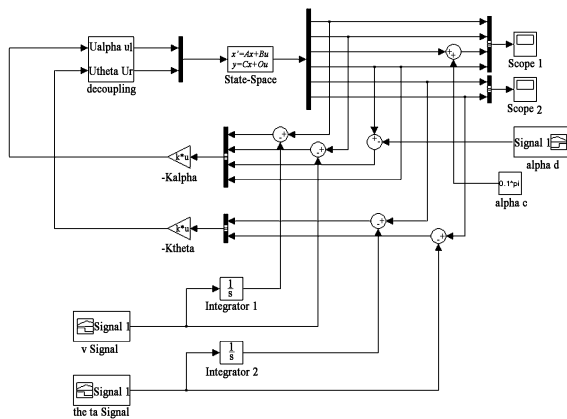 Ualpha ul
Utheta Ur
decoupling
x'=Ax+Bu
y=Cx+Ou
State-Space
Scope 1
Scope 2
Signal 1
alpha d
0.1*pi
alpha c
k*u
-Kalpha
k*u
-Ktheta
1
s
Integrator 1
Signal 1
v Signal
1
s
Integrator 2
Signal 1
the ta Signal